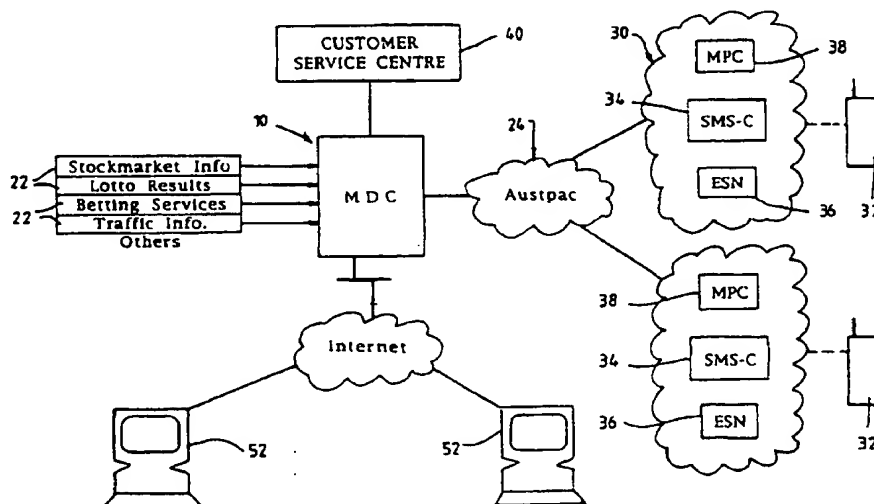 CUSTOMER
SERVICE CENTRE
40
10
MDC
22
Stockmarket Info
Lotto Results
22
Betting Services
Traffic Info.
Others
24
Austpac
30
MPC
38
34
SMS-C
ESN
36
MPC
38
34
SMS-C
36
ESN
32
Internet
52
52